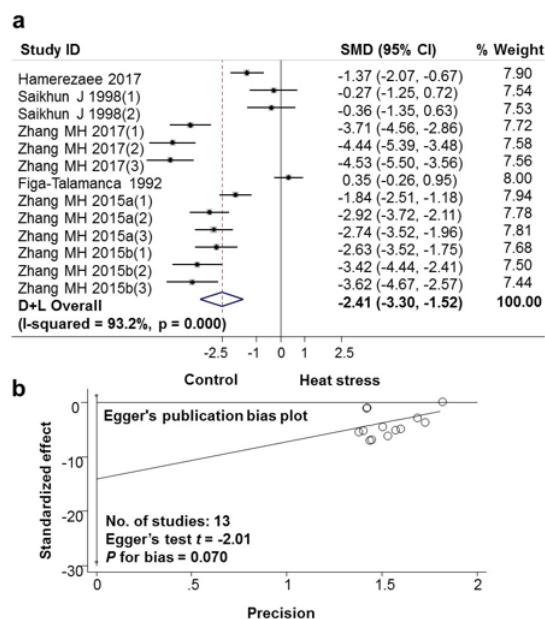 a
Study ID SMD (95% CI) % Weight
Hamerezaee 2017 -1.37 (-2.07, -0.67) 7.90
Saikhun J 1998(1) -0.27 (-1.25, 0.72) 7.54
Saikhun J 1998(2) -0.36 (-1.35, 0.63) 7.53
Zhang MH 2017(1) -3.71 (-4.56, -2.86) 7.72
Zhang MH 2017(2) -4.44 (-5.39, -3.48) 7.58
Zhang MH 2017(3) -4.53 (-5.50, -3.56) 7.56
Figa-Talamanca 1992 0.35 (-0.26, 0.95) 8.00
Zhang MH 2015a(1) -1.84 (-2.51, -1.18) 7.94
Zhang MH 2015a(2) -2.92 (-3.72, -2.11) 7.78
Zhang MH 2015a(3) -2.74 (-3.52, -1.96) 7.81
Zhang MH 2015b(1) -2.63 (-3.52, -1.75) 7.68
Zhang MH 2015b(2) -3.42 (-4.44, -2.41) 7.50
Zhang MH 2015b(3) -3.62 (-4.67, -2.57) 7.44
D+L Overall -2.41 (-3.30, -1.52) 100.00
(I-squared = 93.2%, p = 0.000)
-2.5 -1 0 1 2.5
Control Heat stress
b
Egger's publication bias plot
Standardized effect
0
-10
-20
-30
No. of studies: 13
Egger's test t = -2.01
P for bias = 0.070
0 .5 1 1.5 2
Precision